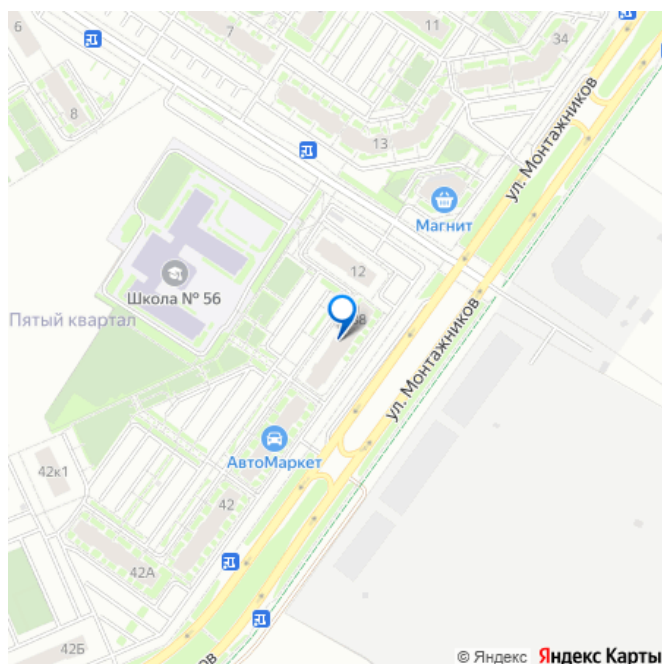 6
7
11
34
8
13
ул. Монтажников
Магнит
12
Школа № 56
Пятый квартал
ул. Монтажников
АвтоМаркет
42к1
42
42А
42Б
© Яндекс Яндекс Карты